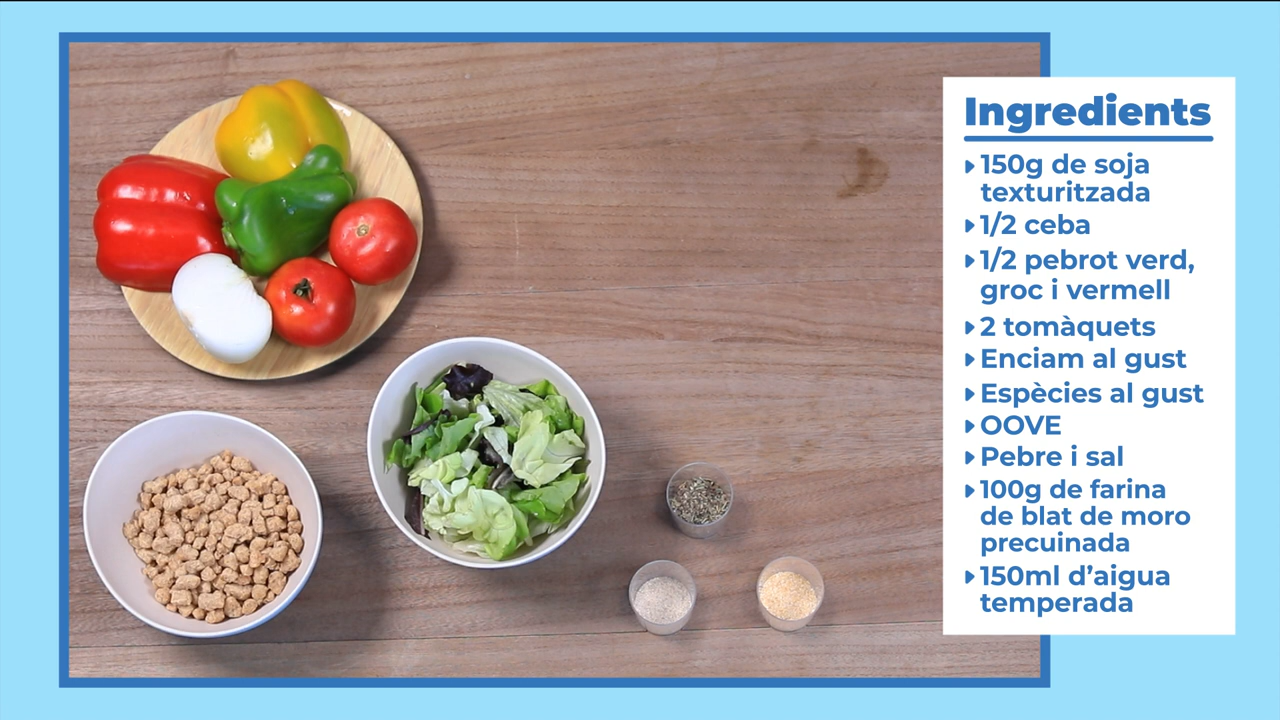 Ingredients
150g de soja
texturitzada
1/2 ceba
1/2 pebrot verd,
groc i vermell
2 tomàquets
Enciam al gust
Espècies al gust
OOVE
Pebre i sal
100g de farina
de blat de moro
precuinada
150ml d’aigua
temperada